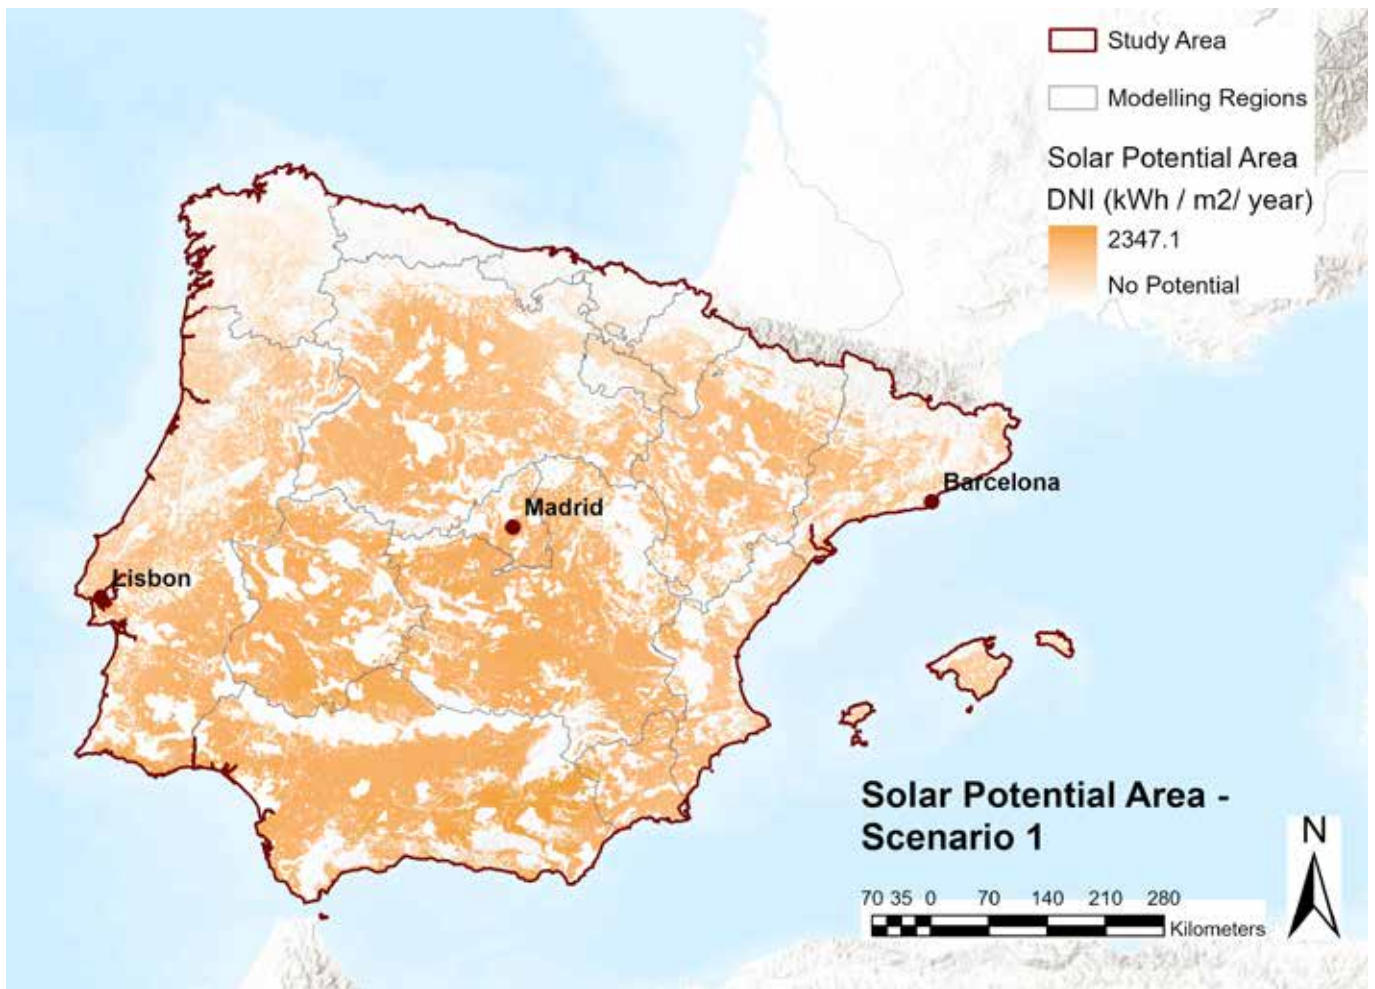 Study Area
Modelling Regions
Solar Potential Area
DNI (kWh / m2/ year)
2347.1
No Potential
Barcelona
Madrid
Lisbon
Solar Potential Area -
Scenario 1
N
70 35 0 70 140 210 280
Kilometers